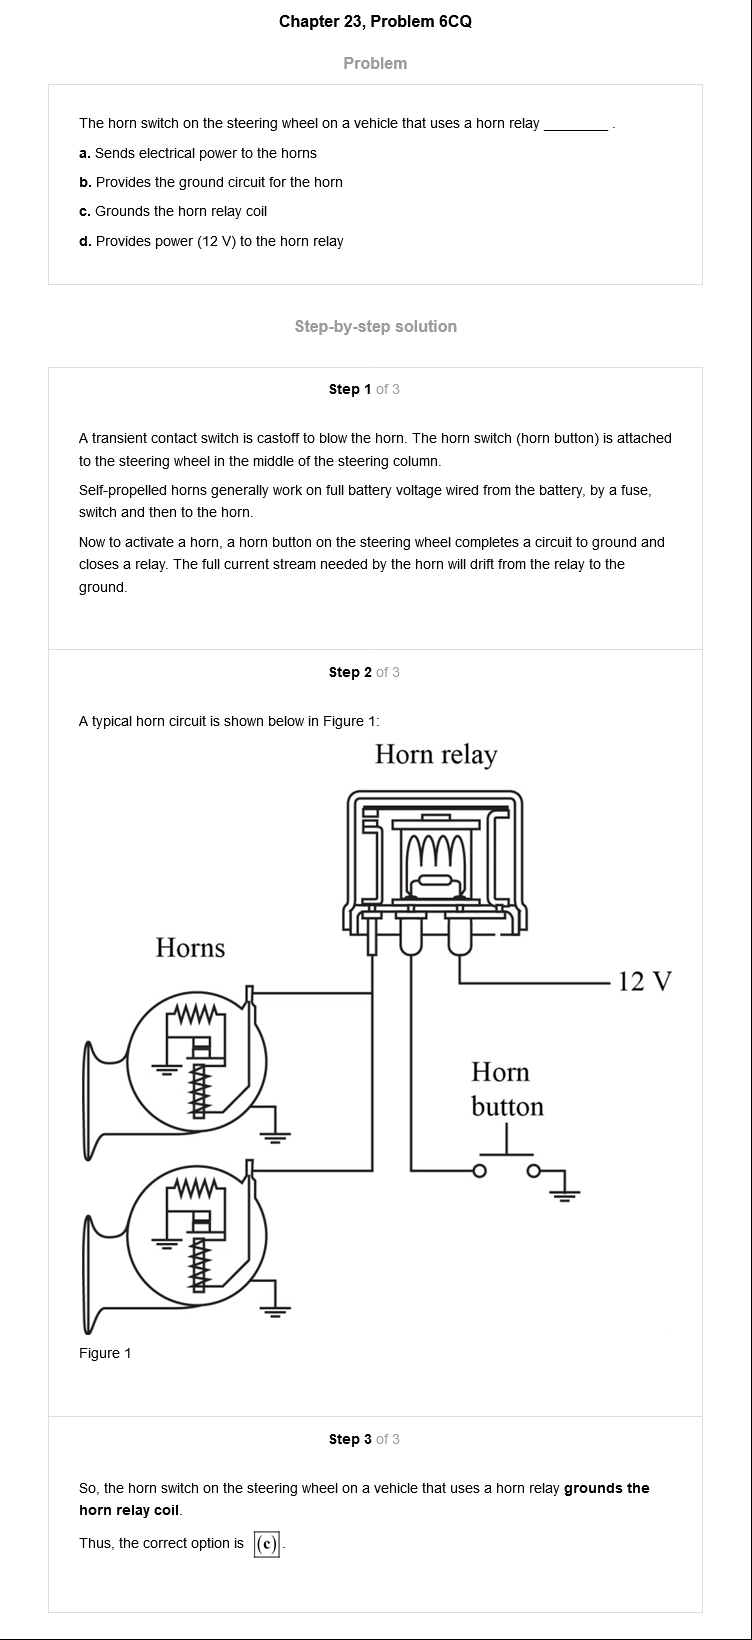 Chapter 23, Problem 6CQ
Problem
The horn switch on the steering wheel on a vehicle that uses a horn relay ________ .
a. Sends electrical power to the horns
b. Provides the ground circuit for the horn
c. Grounds the horn relay coil
d. Provides power (12 V) to the horn relay
Step-by-step solution
Step 1 of 3
A transient contact switch is castoff to blow the horn. The horn switch (horn button) is attached
to the steering wheel in the middle of the steering column.
Self-propelled horns generally work on full battery voltage wired from the battery, by a fuse,
switch and then to the horn.
Now to activate a horn, a horn button on the steering wheel completes a circuit to ground and
closes a relay. The full current stream needed by the horn will drift from the relay to the
ground.
Step 2 of 3
A typical horn circuit is shown below in Figure 1:
Horn relay
Horns
12 V
Horn
button
Figure 1
Step 3 of 3
So, the horn switch on the steering wheel on a vehicle that uses a horn relay grounds the
horn relay coil.
Thus, the correct option is (c).